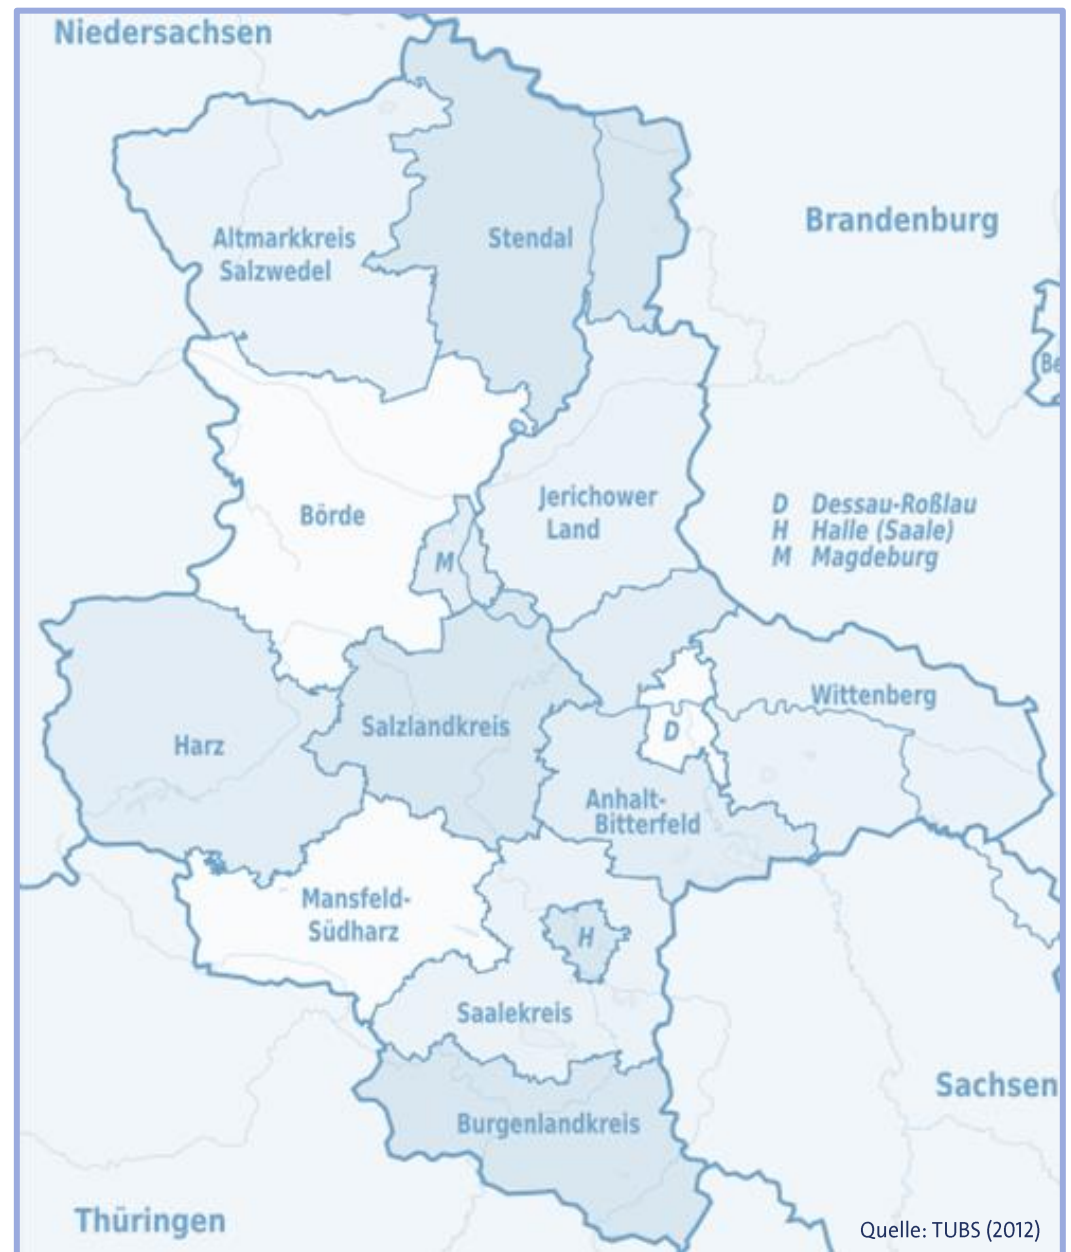 Niedersachsen
Brandenburg
Altmarkkreis
Salzwedel
Stendal
Be
Börde
Jerichower
Land
M
D Dessau-Roßlau
H Halle (Saale)
M Magdeburg
Harz
Salzlandkreis
Wittenberg
D
Anhalt-
Bitterfeld
Mansfeld-
Südharz
H
Saalekreis
Sachsen
Burgenlandkreis
Thüringen
Quelle: TUBS (2012)